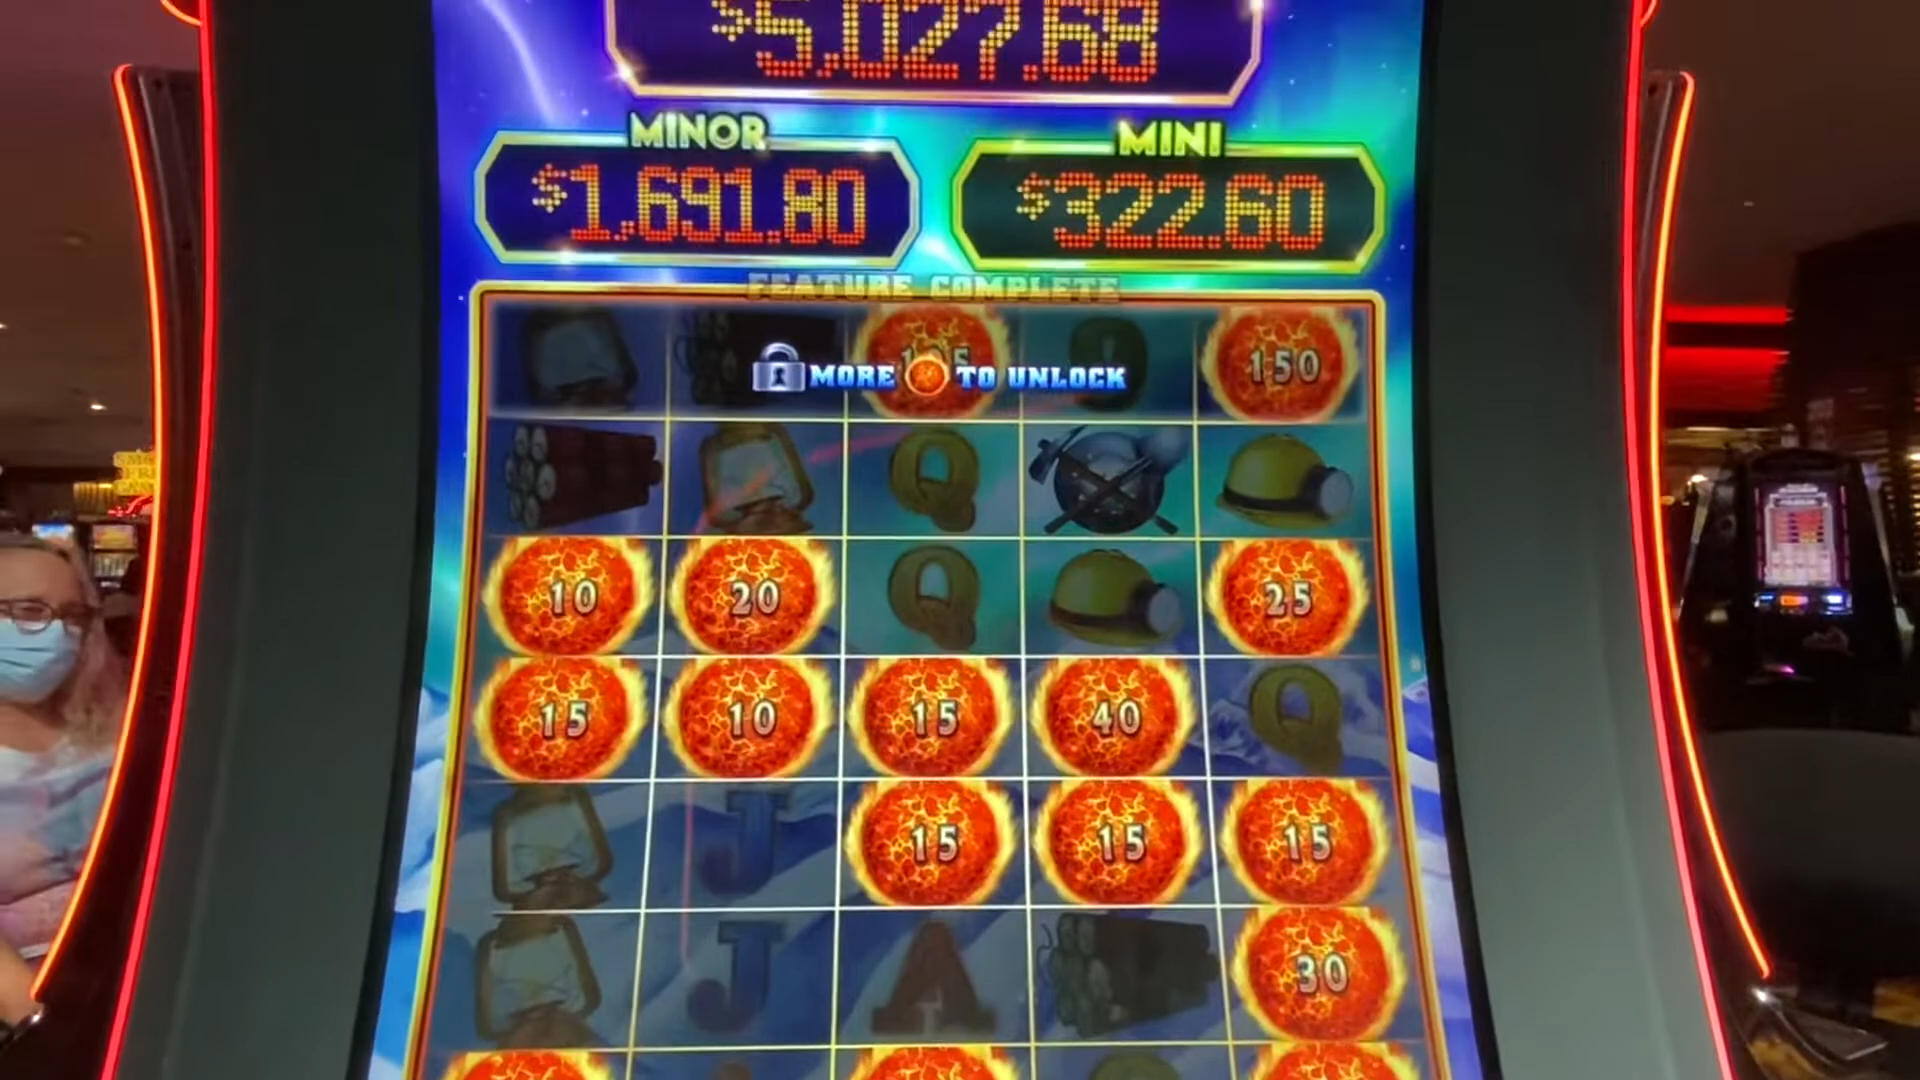 $5,027.68
MINOR
MINI
$1,691.80
$322.60
FEATURE COMPLETE
150
MORE TO UNLOCK
Q
10
20
Q
25
15
10
15
40
Q
J
15
15
15
J
A
30